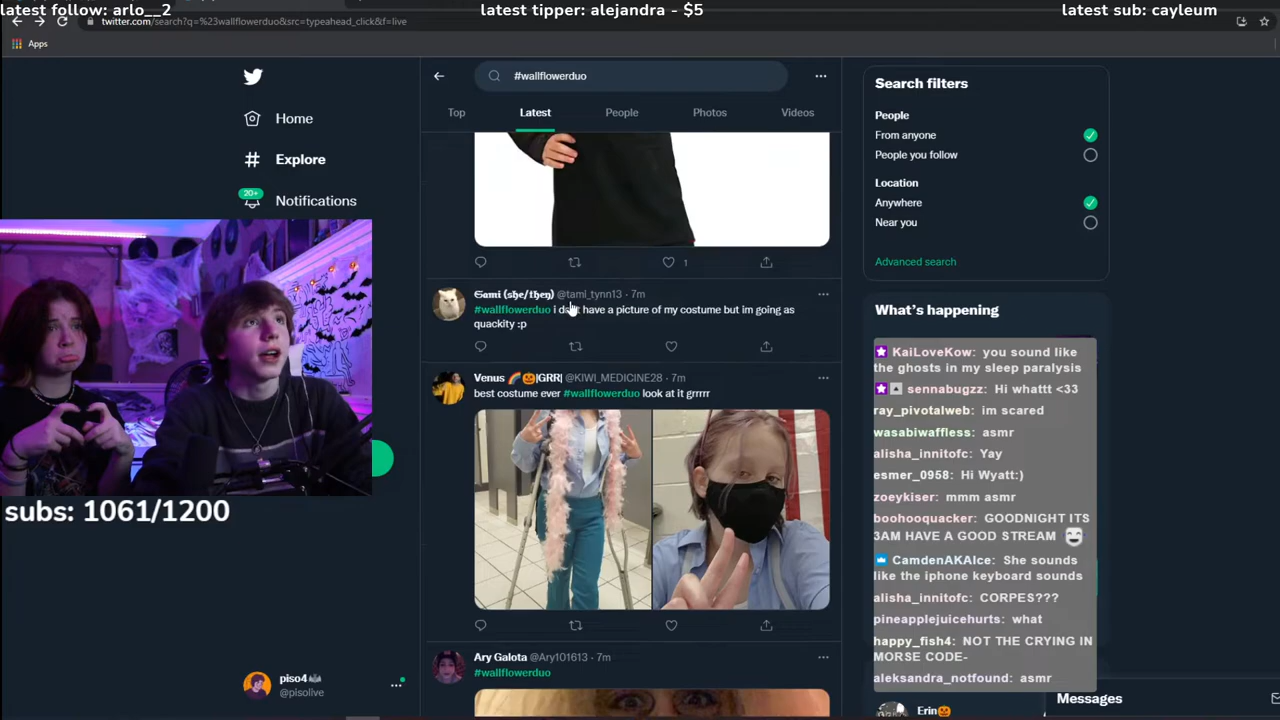 latest follow: arlo__2
latest tipper: alejandra - $5
latest sub: cayleum
twitter.com/search?q=%23wallflowerduo&src=typeahead_click&f=live
Apps
#wallflowerduo
Home
Explore
20+
Notifications
Top
Latest
People
Photos
Videos
1
Gami (she/they) @tami_tynn13 · 7m
#wallflowerduo i have a picture of my costume but im going as
quackity :p
Venus 🌈🎃|GRR| @KIWI_MEDICINE28 · 7m
best costume ever #wallflowerduo look at it grrrrr
Ary Galota @Ary101613 · 7m
#wallflowerduo
Search filters
People
From anyone
People you follow
Location
Anywhere
Near you
Advanced search
What's happening
KaiLoveKow: you sound like
the ghosts in my sleep paralysis
sennabugzz: Hi whattt <33
ray_pivotalweb: im scared
wasabiwaffless: asmr
alisha_innitofc: Yay
esmer_0958: Hi Wyatt:)
zoeykiser: mmm asmr
boohooquacker: GOODNIGHT ITS
3AM HAVE A GOOD STREAM
CamdenAKAIce: She sounds
like the iphone keyboard sounds
alisha_innitofc: CORPES???
pineapplejuicehurts: what
happy_fish4: NOT THE CRYING IN
MORSE CODE-
aleksandra_notfound: asmr
Erin🎃
Messages
subs: 1061/1200
piso4
@pisolive